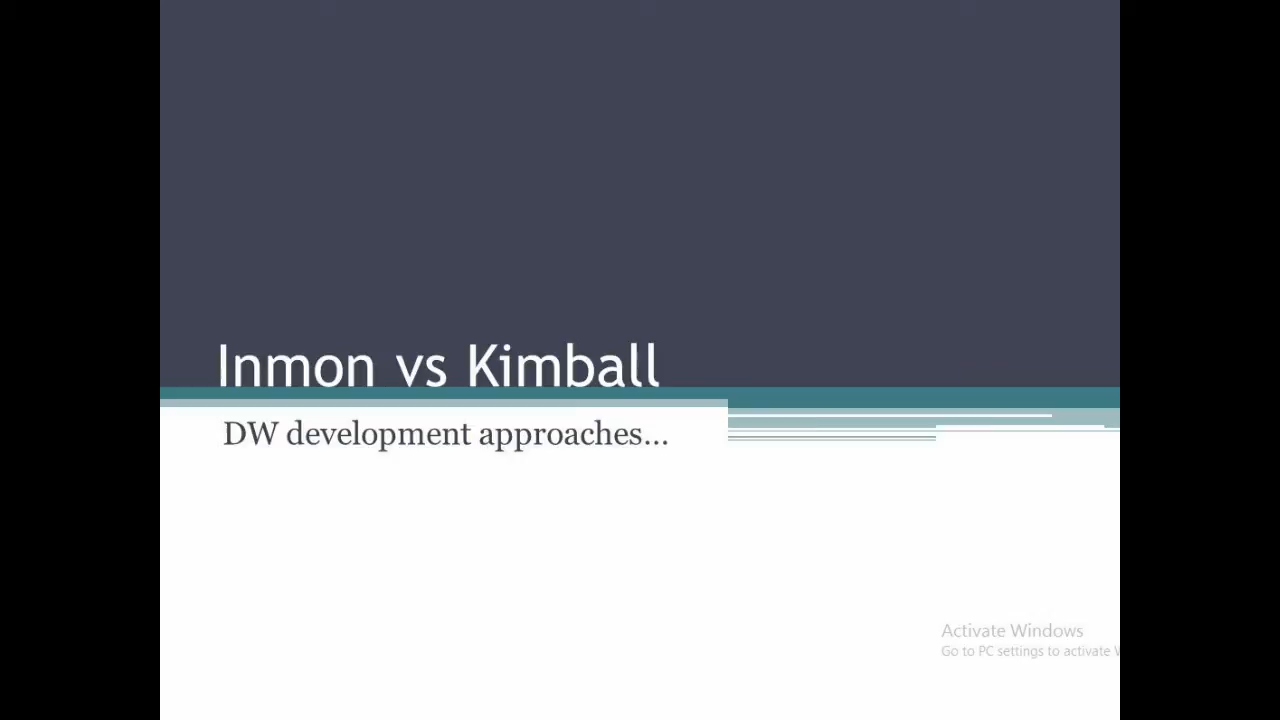 Inmon vs Kimball
DW development approaches...
Activate Windows
Go to PC settings to activate